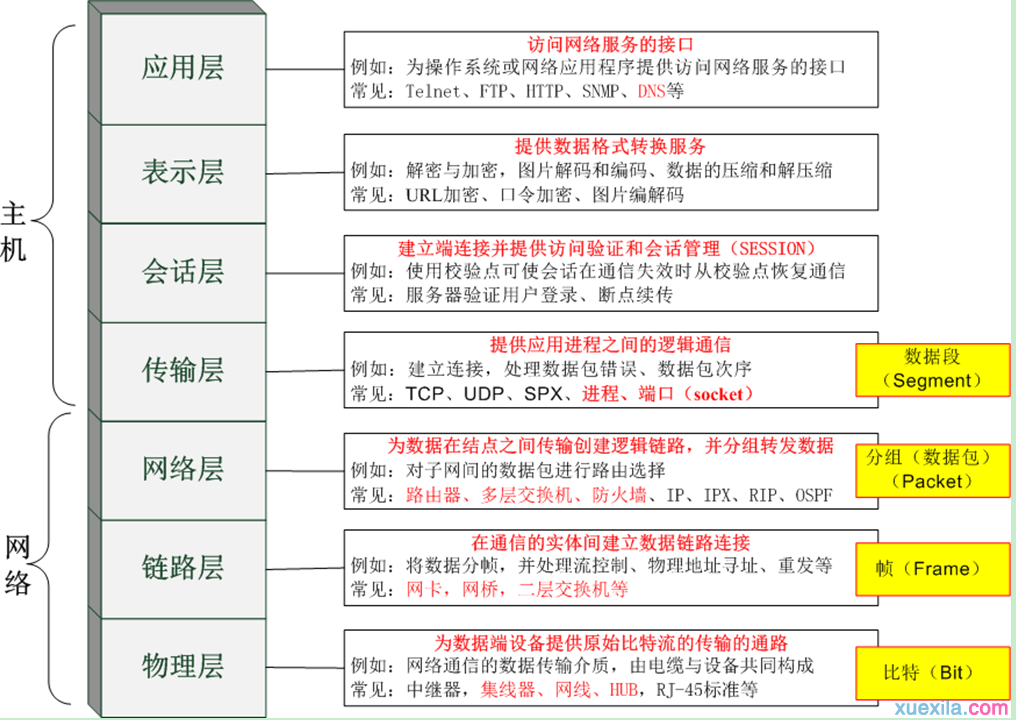 应用层
访问网络服务的接口
例如：为操作系统或网络应用程序提供访问网络服务的接口
常见：Telnet、FTP、HTTP、SNMP、DNS等
表示层
提供数据格式转换服务
例如：解密与加密，图片解码和编码、数据的压缩和解压缩
常见：URL加密、口令加密、图片编解码
主机
会话层
建立端连接并提供访问验证和会话管理（SESSION）
例如：使用校验点可使会话在通信失效时从校验点恢复通信
常见：服务器验证用户登录、断点续传
传输层
提供应用进程之间的逻辑通信
例如：建立连接，处理数据包错误、数据包次序
常见：TCP、UDP、SPX、进程、端口（socket）
数据段
（Segment）
网络层
为数据在结点之间传输创建逻辑链路，并分组转发数据
例如：对子网间的数据包进行路由选择
常见：路由器、多层交换机、防火墙、IP、IPX、RIP、OSPF
分组（数据包）
（Packet）
网络
链路层
在通信的实体间建立数据链路连接
例如：将数据分帧，并处理流控制、物理地址寻址、重发等
常见：网卡，网桥，二层交换机等
帧（Frame）
物理层
为数据端设备提供原始比特流的传输的通路
例如：网络通信的数据传输介质，由电缆与设备共同构成
常见：中继器，集线器、网线、HUB，RJ-45标准等
比特（Bit）
xuexila.com